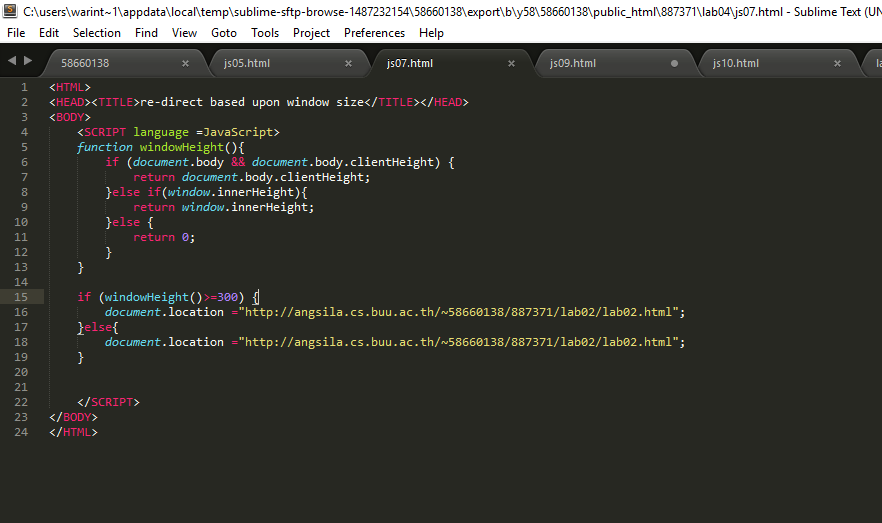 C:\users\warint~1\appdata\local\temp\sublime-sftp-browse-1487232154\58660138\export\b\y58\58660138\public_html\887371\lab04\js07.html - Sublime Text (UN
File Edit Selection Find View Goto Tools Project Preferences Help
58660138 × js05.html × js07.html × js09.html js10.html × la
1 <HTML>
2 <HEAD><TITLE>re-direct based upon window size</TITLE></HEAD>
3 <BODY>
4 <SCRIPT language =JavaScript>
5 function windowHeight(){
6 if (document.body && document.body.clientHeight) {
7 return document.body.clientHeight;
8 }else if(window.innerHeight){
9 return window.innerHeight;
10 }else {
11 return 0;
12 }
13 }
14
15 if (windowHeight()>=300) {
16 document.location ="http://angsila.cs.buu.ac.th/~58660138/887371/lab02/lab02.html";
17 }else{
18 document.location ="http://angsila.cs.buu.ac.th/~58660138/887371/lab02/lab02.html";
19 }
20
21
22 </SCRIPT>
23 </BODY>
24 </HTML>